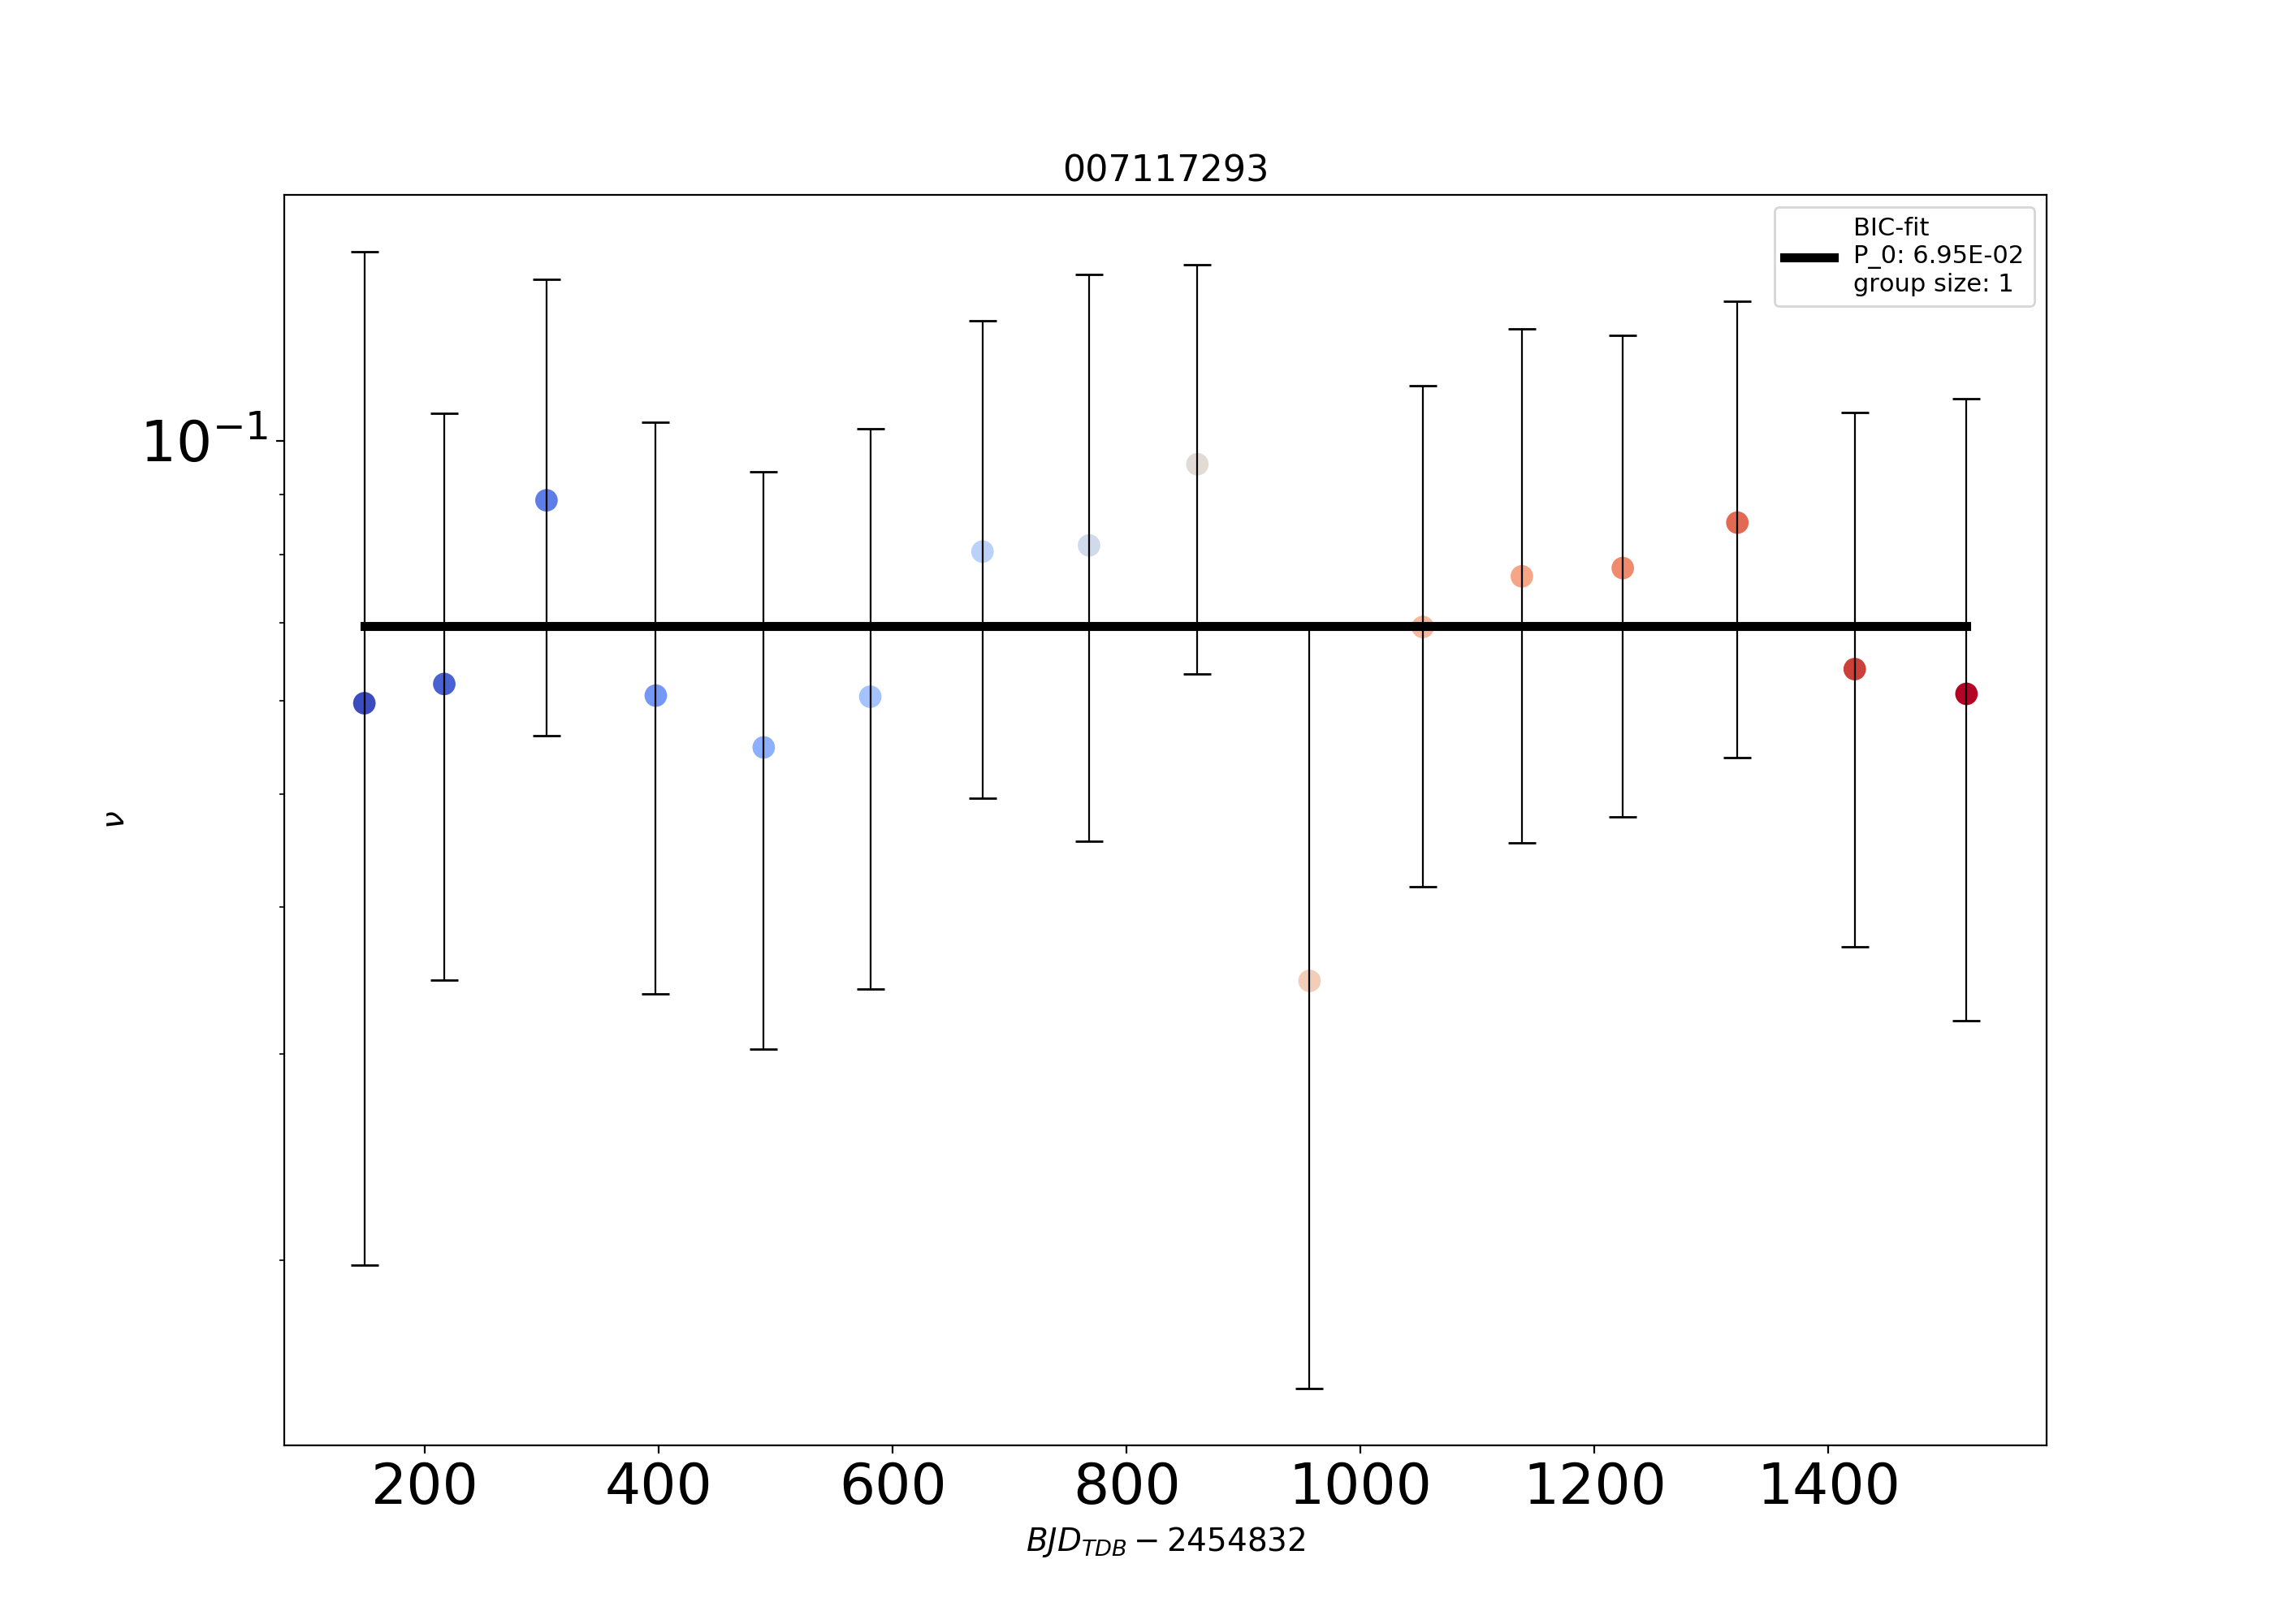 007117293
BIC-fit
P_0: 6.95E-02
group size: 1
10⁻¹
ν
200 400 600 800 1000 1200 1400
BJD_TDB − 2454832